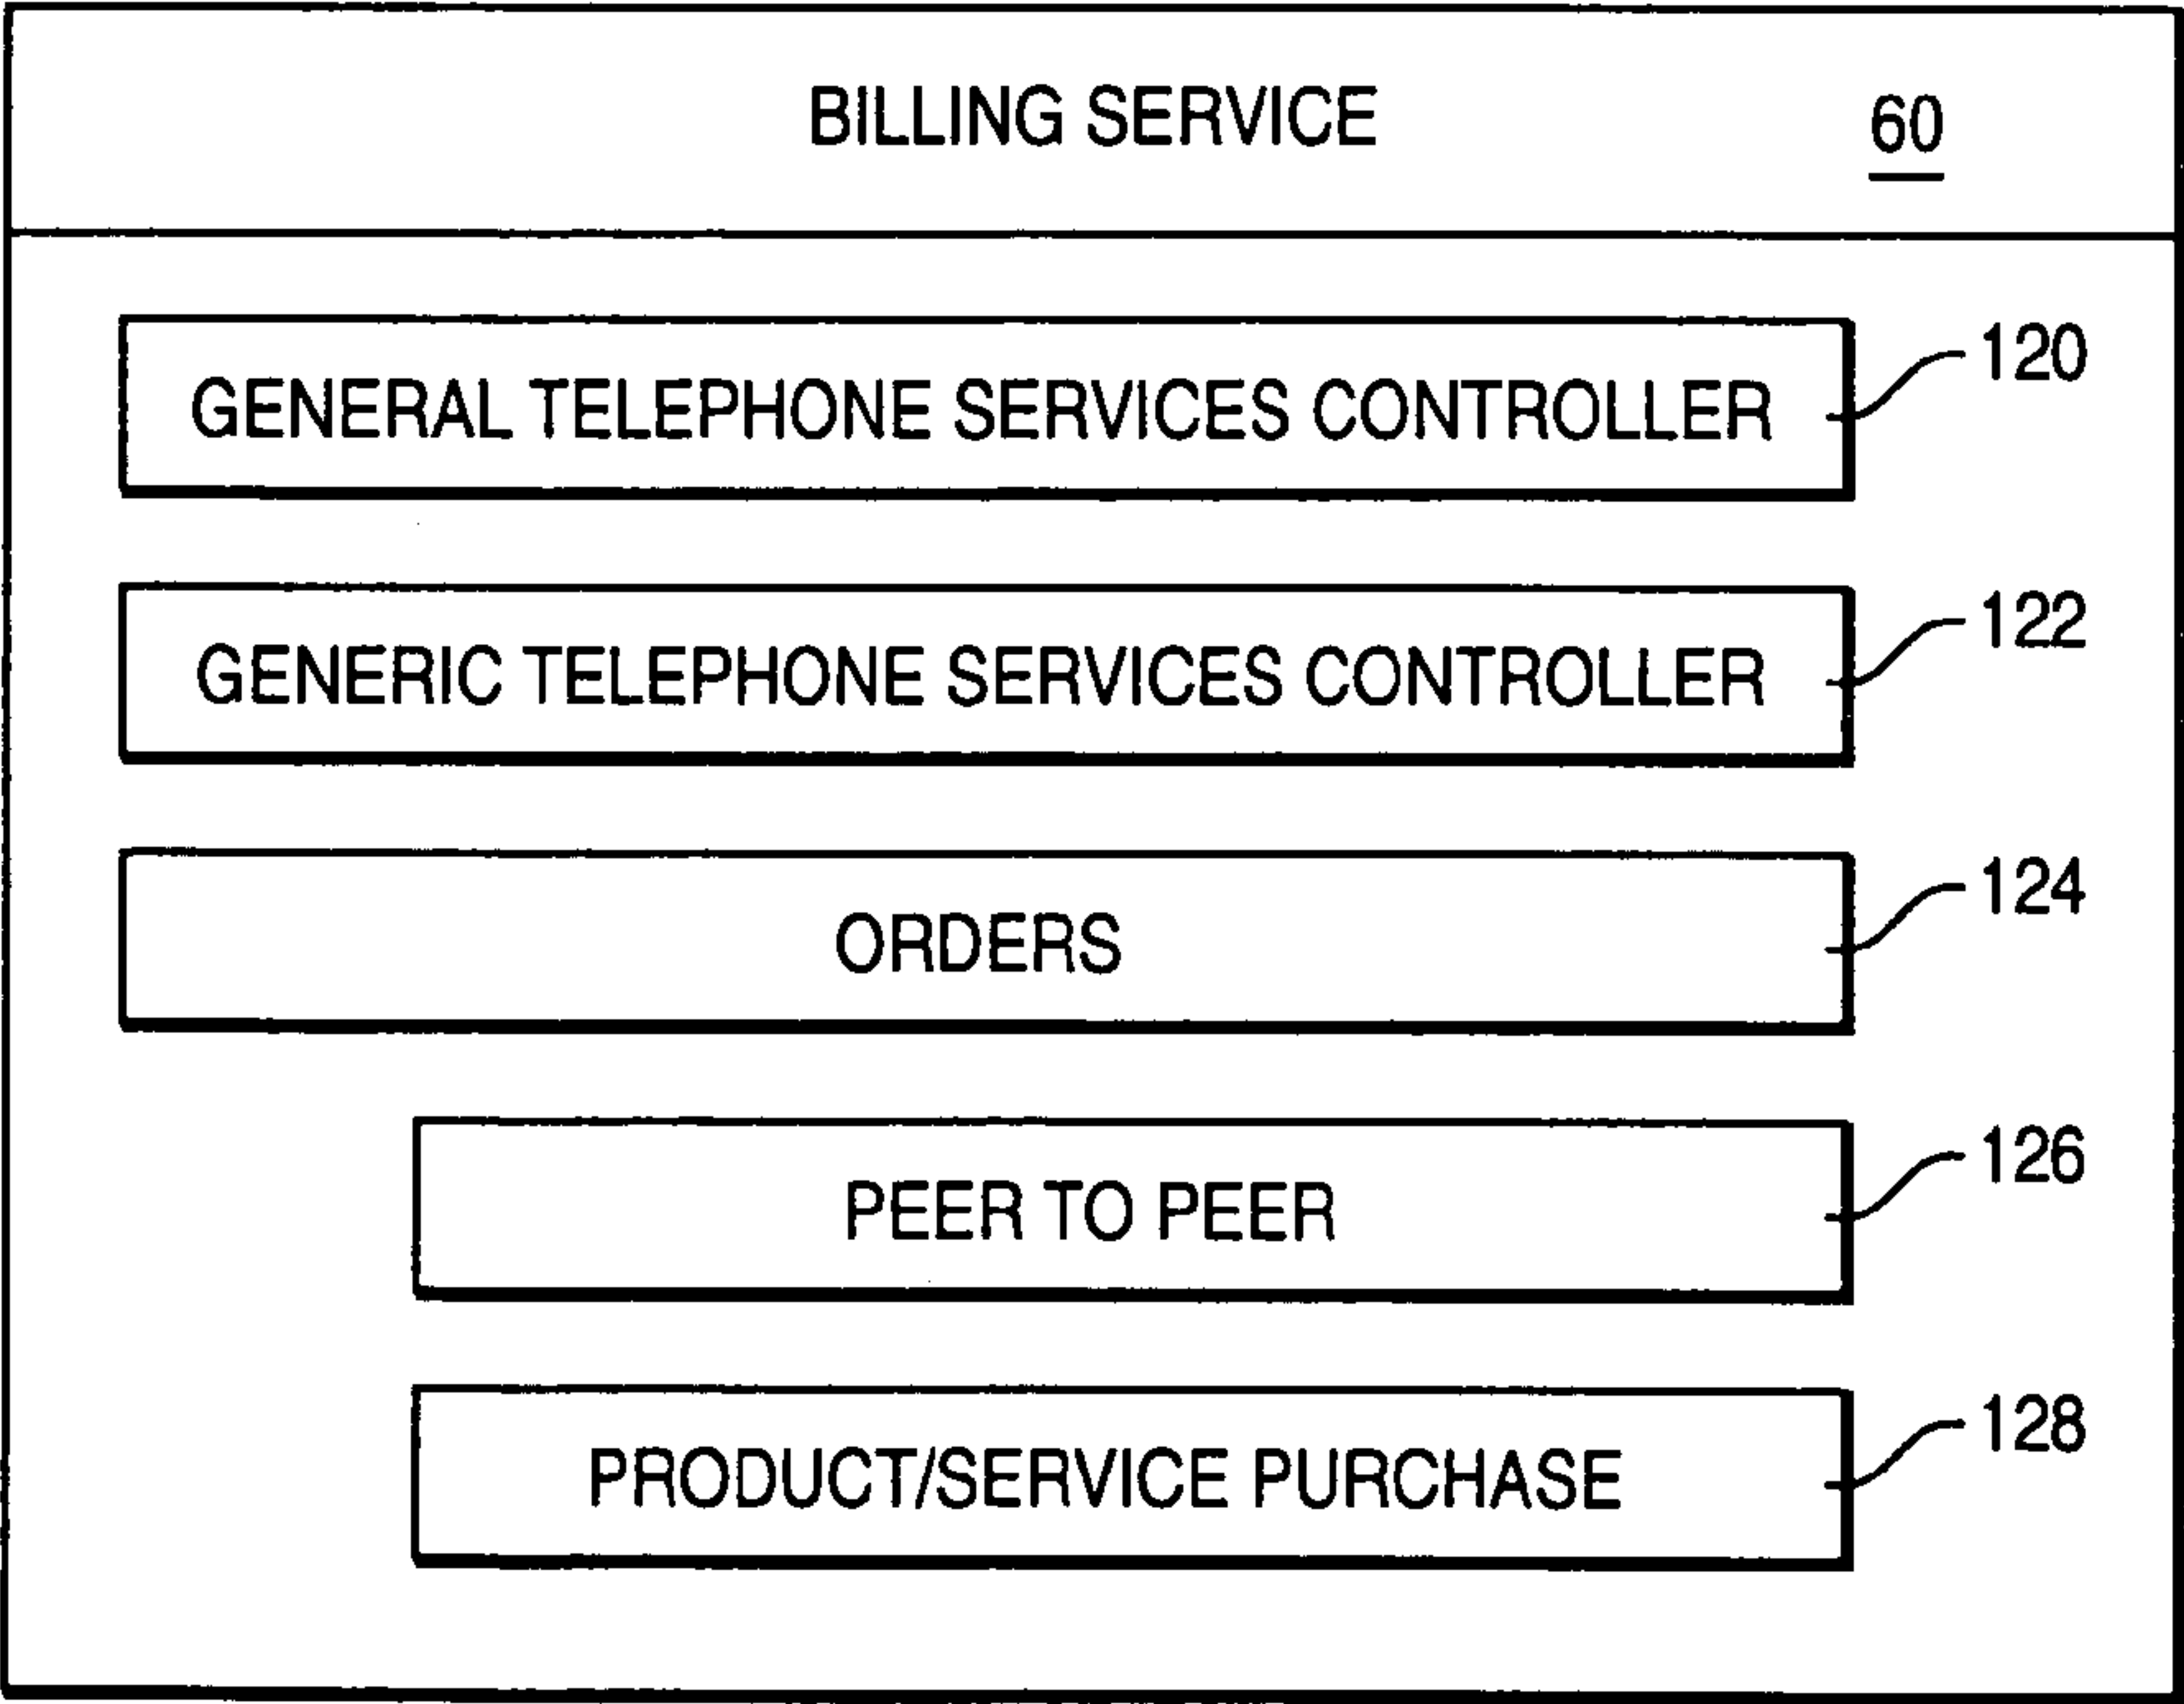 BILLING SERVICE 60
GENERAL TELEPHONE SERVICES CONTROLLER 120
GENERIC TELEPHONE SERVICES CONTROLLER 122
ORDERS 124
PEER TO PEER 126
PRODUCT/SERVICE PURCHASE 128